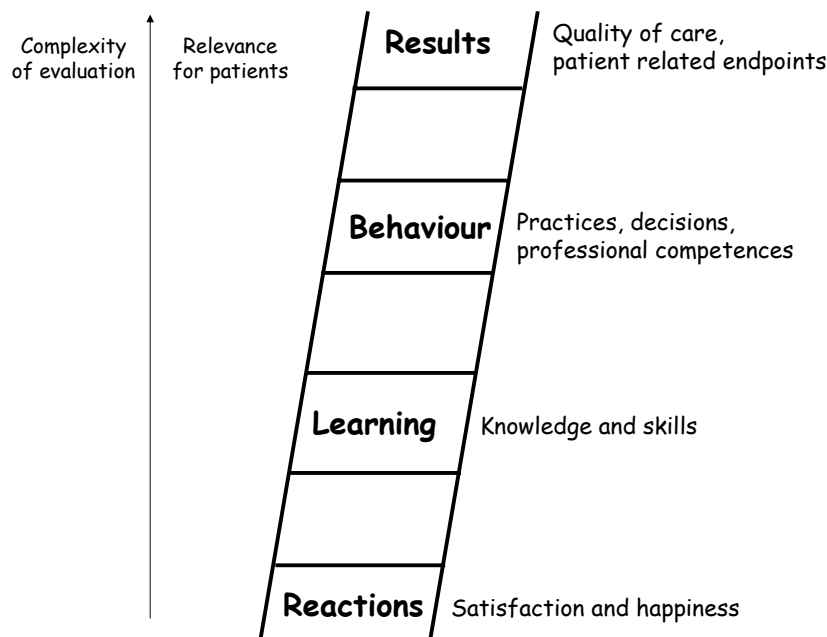 Complexity
of evaluation
Relevance
for patients
Results
Quality of care,
patient related endpoints
Behaviour
Practices, decisions,
professional competences
Learning
Knowledge and skills
Reactions
Satisfaction and happiness